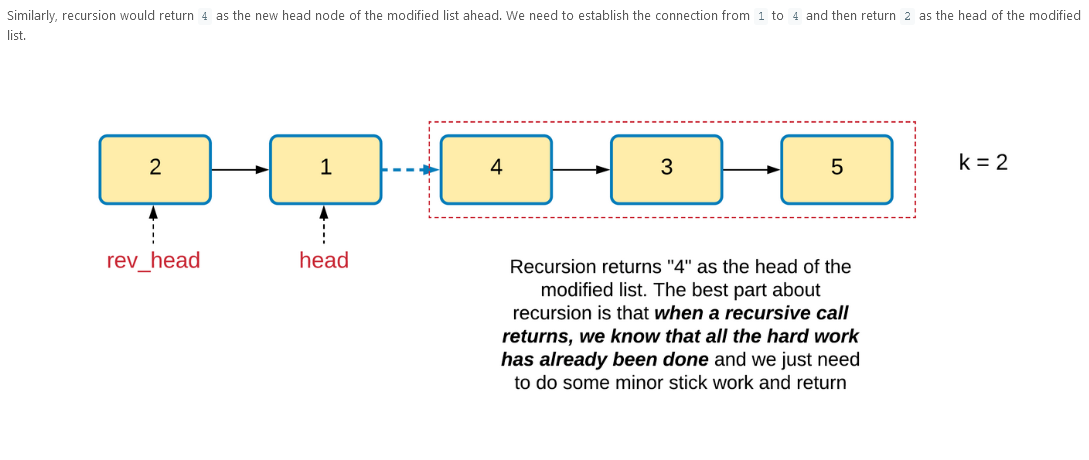 Similarly, recursion would return 4 as the new head node of the modified list ahead. We need to establish the connection from 1 to 4 and then return 2 as the head of the modified
list.
2 1 4 3 5 k = 2
rev_head head
Recursion returns "4" as the head of the
modified list. The best part about
recursion is that when a recursive call
returns, we know that all the hard work
has already been done and we just need
to do some minor stick work and return